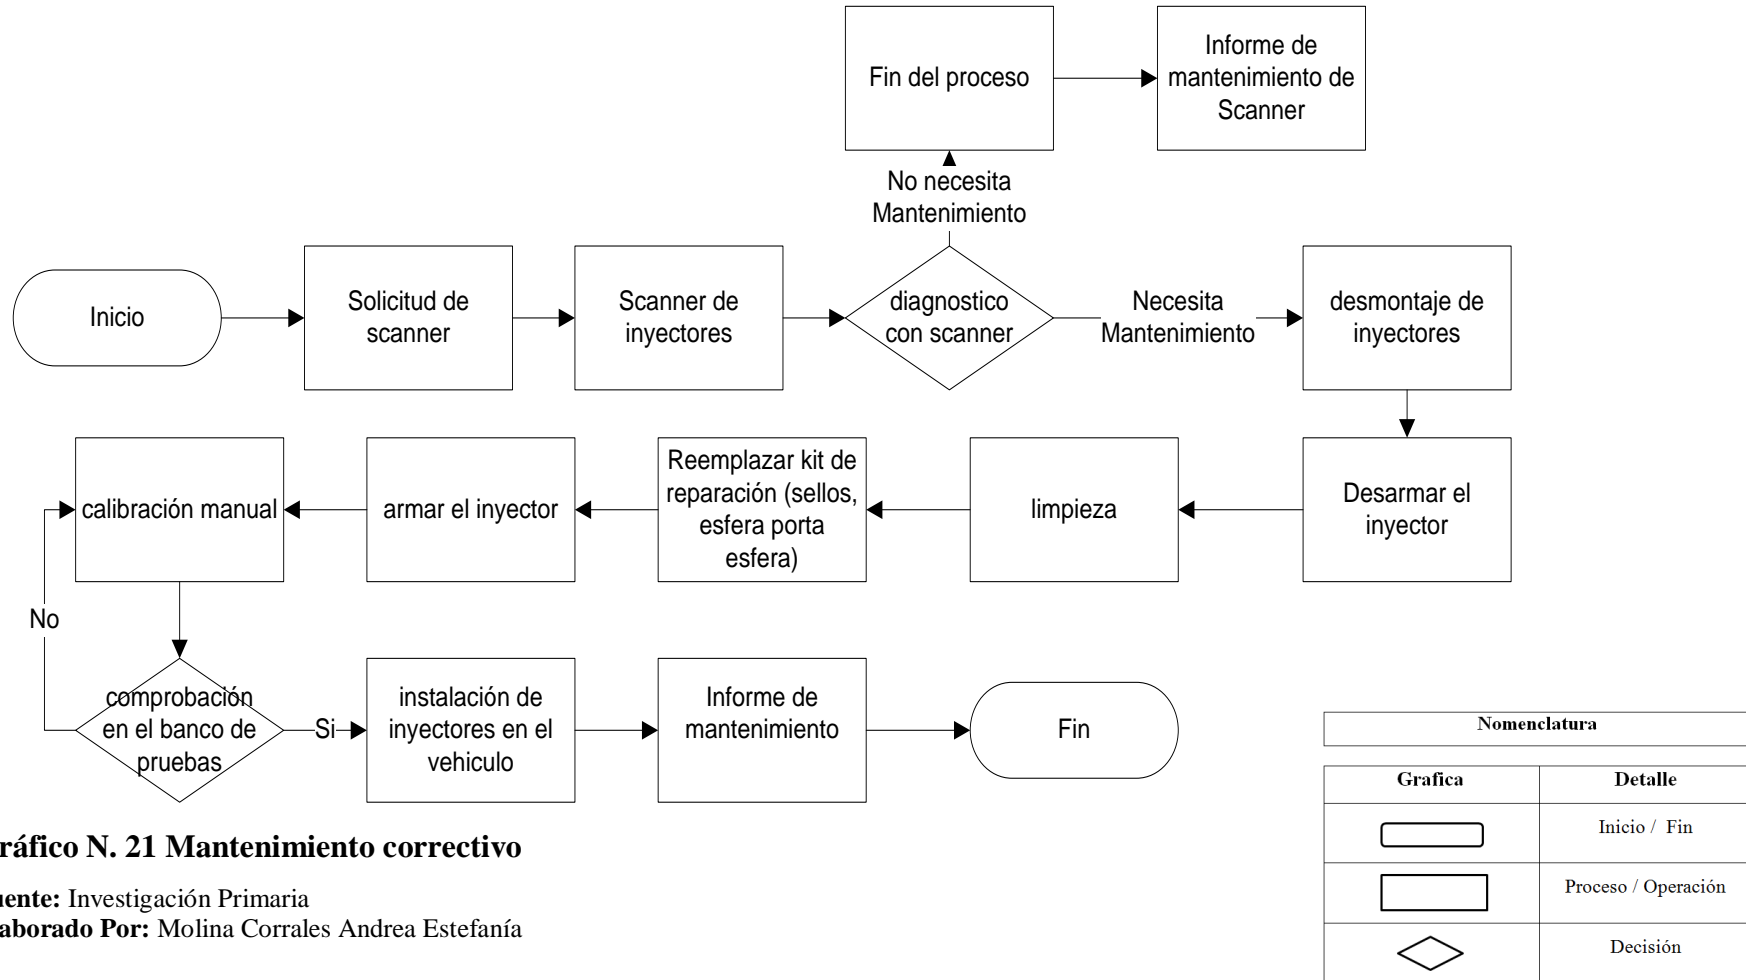 Fin del proceso
Informe de
mantenimiento de
Scanner
No necesita
Mantenimiento
Inicio
Solicitud de
scanner
Scanner de
inyectores
diagnostico
con scanner
Necesita
Mantenimiento
desmontaje de
inyectores
calibración manual
armar el inyector
Reemplazar kit de
reparación (sellos,
esfera porta
esfera)
limpieza
Desarmar el
inyector
No
comprobación
en el banco de
pruebas
Si
instalación de
inyectores en el
vehiculo
Informe de
mantenimiento
Fin
Nomenclatura
Grafica Detalle
Inicio / Fin
Proceso / Operación
Decisión
ráfico N. 21 Mantenimiento correctivo
uente: Investigación Primaria
aborado Por: Molina Corrales Andrea Estefanía